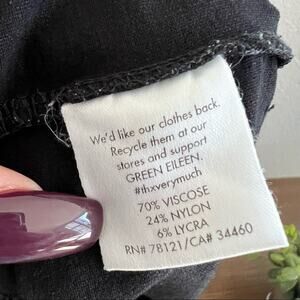 We'd like our clothes back.
Recycle them at our
stores and support
GREEN EILEEN.
#thxverymuch
70% VISCOSE
24% NYLON
6% LYCRA
RN# 78121/CA# 34460